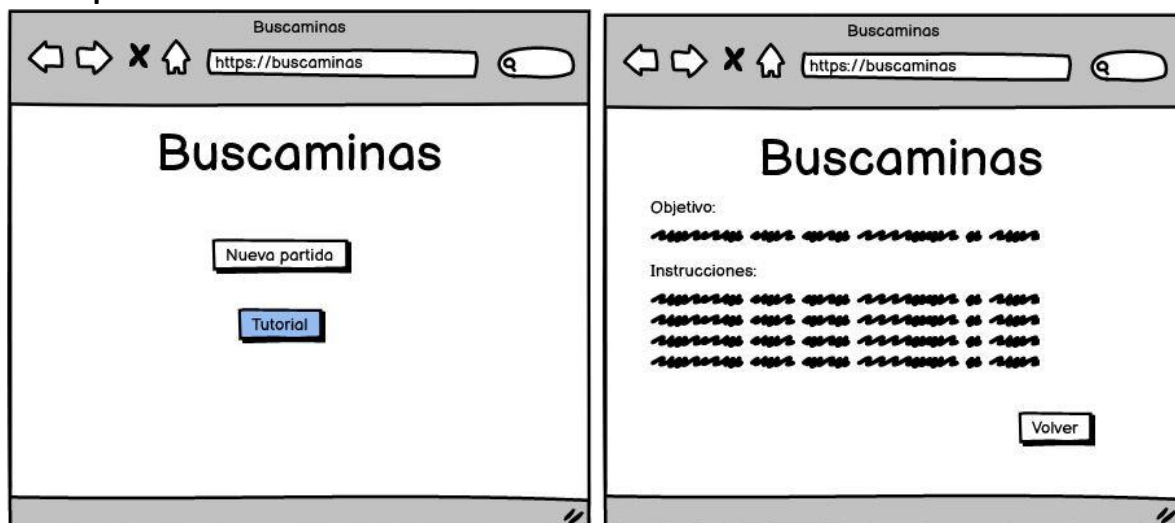 Buscaminas
https://buscaminas
Buscaminas
Nueva partida
Tutorial
Buscaminas
https://buscaminas
Buscaminas
Objetivo:
Instrucciones:
Volver